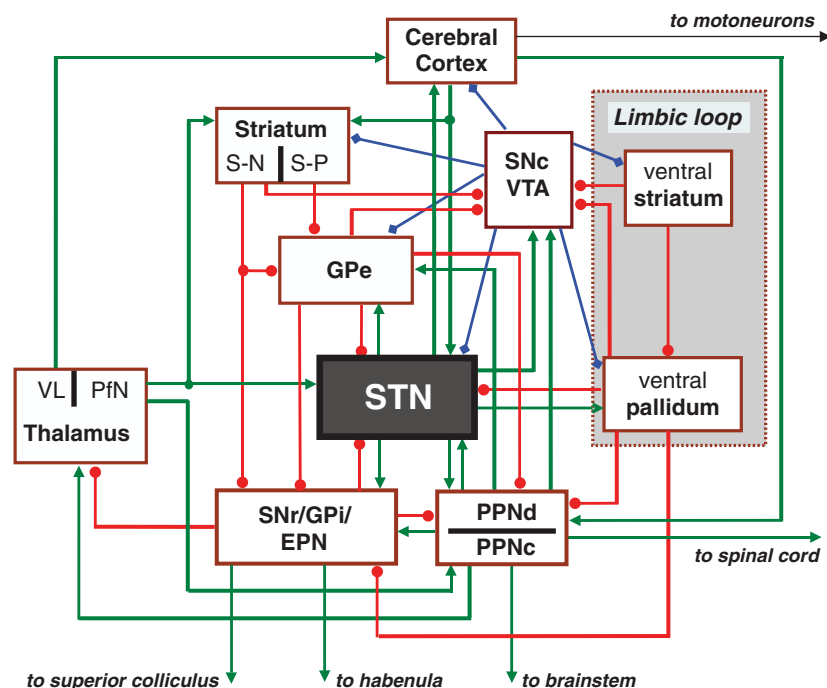 to motoneurons
Cerebral
Cortex
Limbic loop
Striatum
S-N S-P
SNc
VTA
ventral
striatum
GPe
STN
ventral
pallidum
VL PfN
Thalamus
SNr/GPi/
EPN
PPNd
PPNc
to spinal cord
to superior colliculus
to habenula
to brainstem